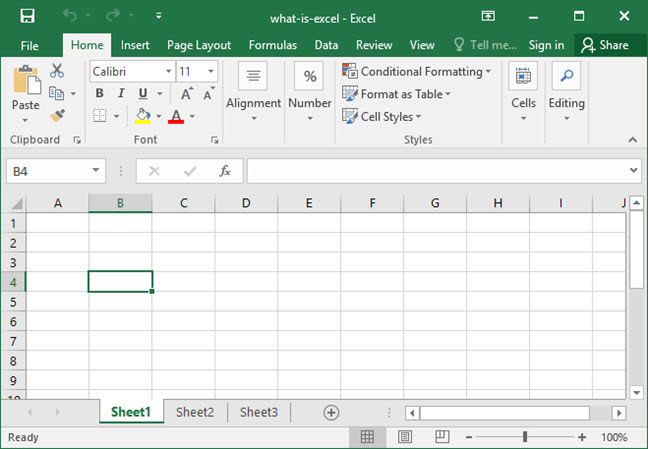 what-is-excel - Excel
File Home Insert Page Layout Formulas Data Review View Tell me... Sign in Share
Paste
Clipboard
Calibri 11
B I U A A
A
Font
Alignment
%
Number
Conditional Formatting
Format as Table
Cell Styles
Styles
Cells
Editing
B4 fx
A B C D E F G H I J
1
2
3
4
5
6
7
8
9
10
Sheet1 Sheet2 Sheet3
Ready 100%